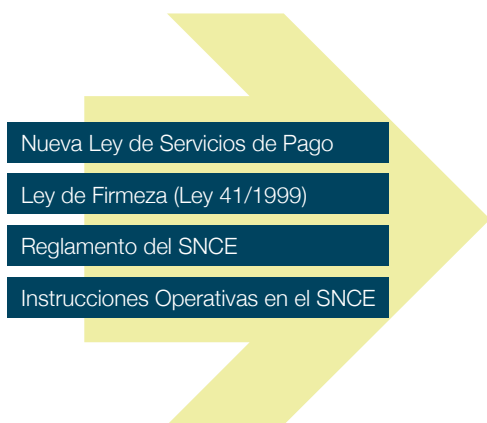 Nueva Ley de Servicios de Pago
Ley de Firmeza (Ley 41/1999)
Reglamento del SNCE
Instrucciones Operativas en el SNCE